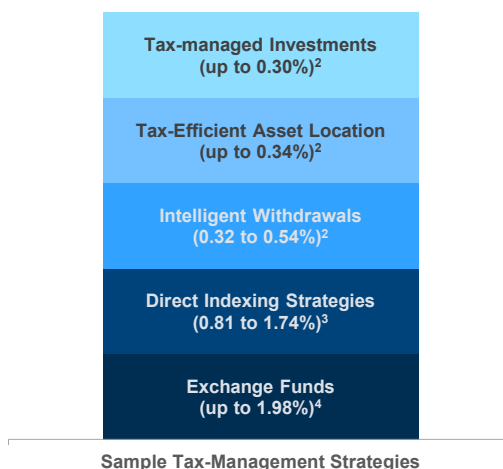 Tax-managed Investments
(up to 0.30%)²
Tax-Efficient Asset Location
(up to 0.34%)²
Intelligent Withdrawals
(0.32 to 0.54%)²
Direct Indexing Strategies
(0.81 to 1.74%)³
Exchange Funds
(up to 1.98%)⁴
Sample Tax-Management Strategies